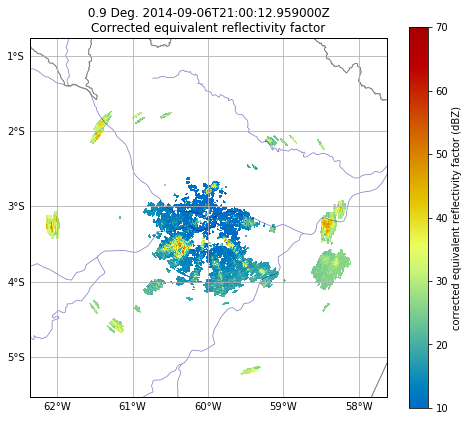 0.9 Deg. 2014-09-06T21:00:12.959000Z
Corrected equivalent reflectivity factor
1°S
2°S
3°S
4°S
5°S
62°W
61°W
60°W
59°W
58°W
70
60
50
40
30
20
10
corrected equivalent reflectivity factor (dBZ)